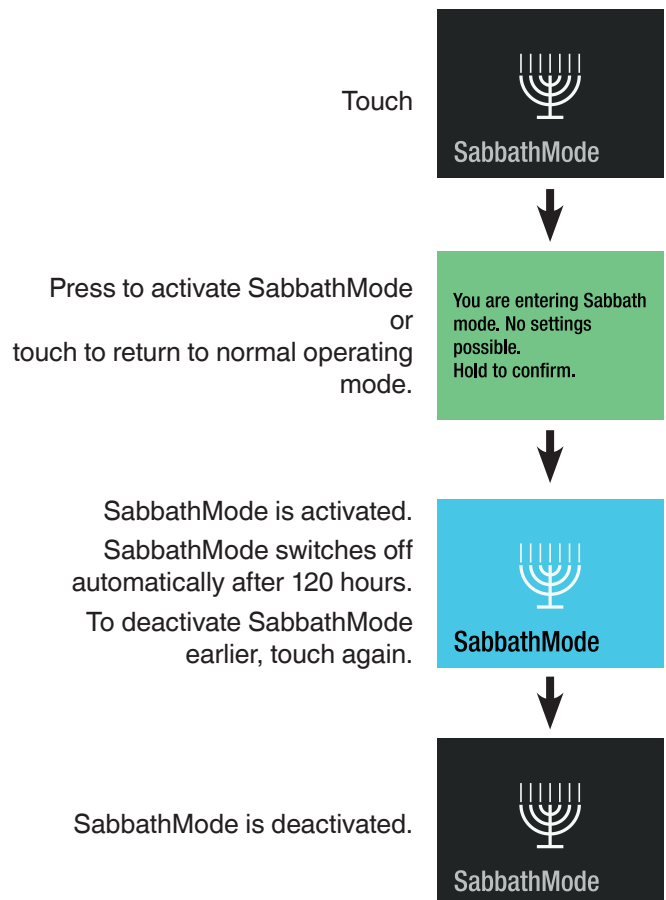 Touch
SabbathMode
Press to activate SabbathMode
or
touch to return to normal operating
mode.
You are entering Sabbath
mode. No settings
possible.
Hold to confirm.
SabbathMode is activated.
SabbathMode switches off
automatically after 120 hours.
To deactivate SabbathMode
earlier, touch again.
SabbathMode
SabbathMode is deactivated.
SabbathMode